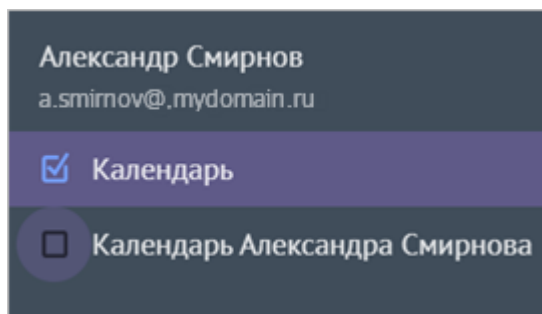 Александр Смирнов
a.smirnov@,mydomain.ru
Календарь
Календарь Александра Смирнова